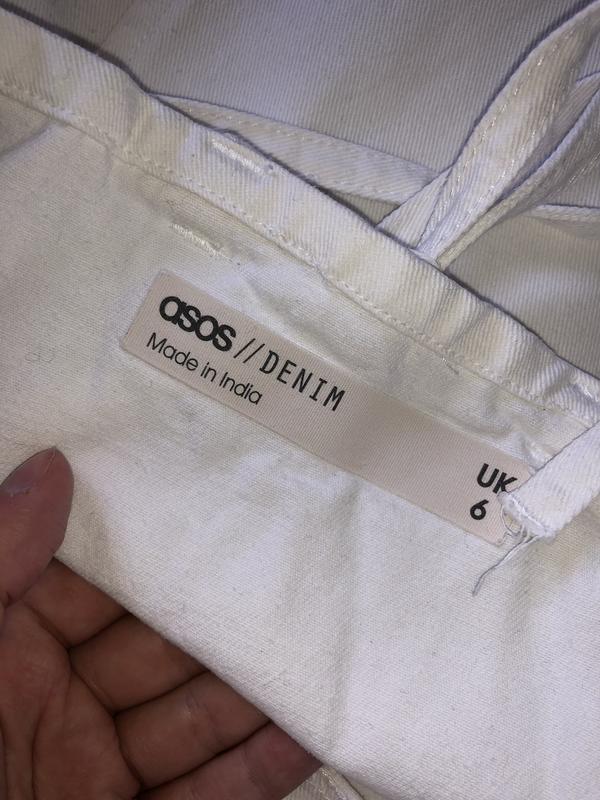 asos // DENIM
Made in India
UK
6